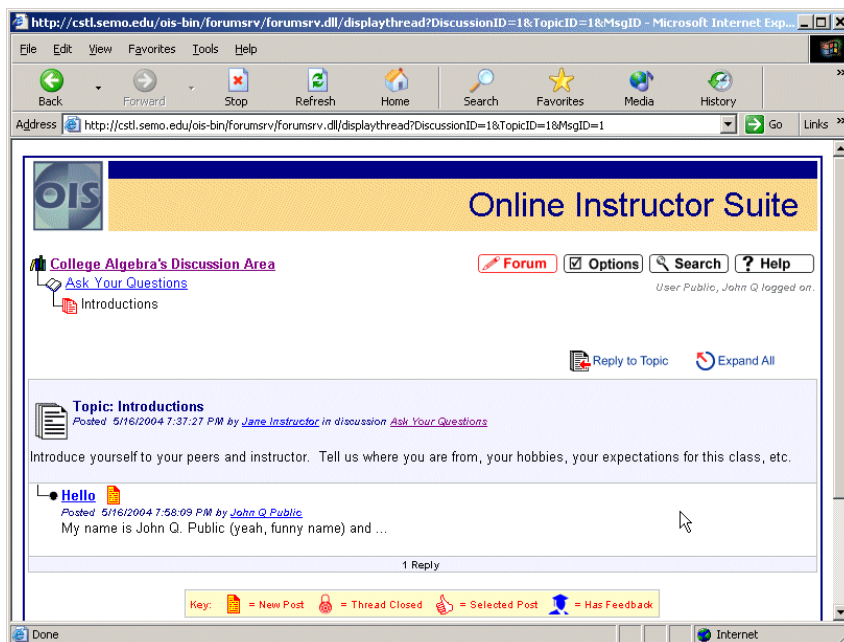 http://cstl.semo.edu/ois-bin/forumsrv/forumsrv.dll/displaythread?DiscussionID=1&TopicID=1&MsgID - Microsoft Internet Exp...
File Edit View Favorites Tools Help
Back Forward Stop Refresh Home Search Favorites Media History »
Address http://cstl.semo.edu/ois-bin/forumsrv/forumsrv.dll/displaythread?DiscussionID=1&TopicID=1&MsgID=1 Go Links »
OIS
Online Instructor Suite
College Algebra's Discussion Area
Forum Options Search ? Help
Ask Your Questions
User Public, John Q logged on.
Introductions
Reply to Topic Expand All
Topic: Introductions
Posted 5/16/2004 7:37:27 PM by Jane Instructor in discussion Ask Your Questions
Introduce yourself to your peers and instructor. Tell us where you are from, your hobbies, your expectations for this class, etc.
Hello
Posted 5/16/2004 7:58:09 PM by John Q Public
My name is John Q. Public (yeah, funny name) and ...
1 Reply
Key: = New Post = Thread Closed = Selected Post = Has Feedback
Done Internet